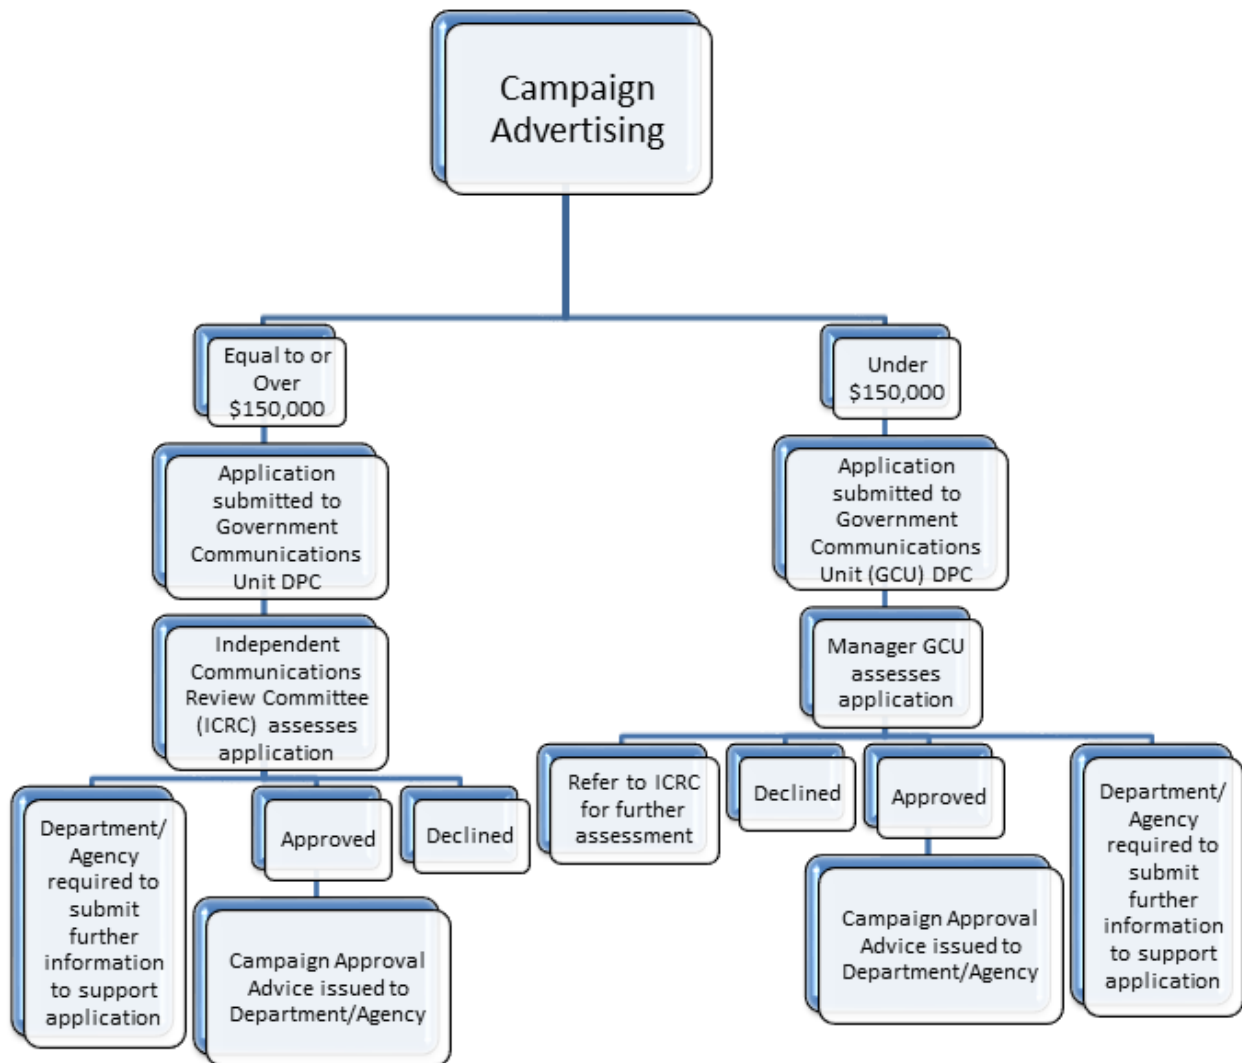 Campaign
Advertising
Equal to or
Over
$150,000
Under
$150,000
Application
submitted to
Government
Communications
Unit DPC
Application
submitted to
Government
Communications
Unit (GCU) DPC
Independent
Communications
Review Committee
(ICRC) assesses
application
Manager GCU
assesses
application
Department/
Agency
required to
submit
further
information
to support
application
Approved
Declined
Campaign Approval
Advice issued to
Department/Agency
Refer to ICRC
for further
assessment
Declined
Approved
Campaign Approval
Advice issued to
Department/Agency
Department/
Agency
required to
submit
further
information
to support
application